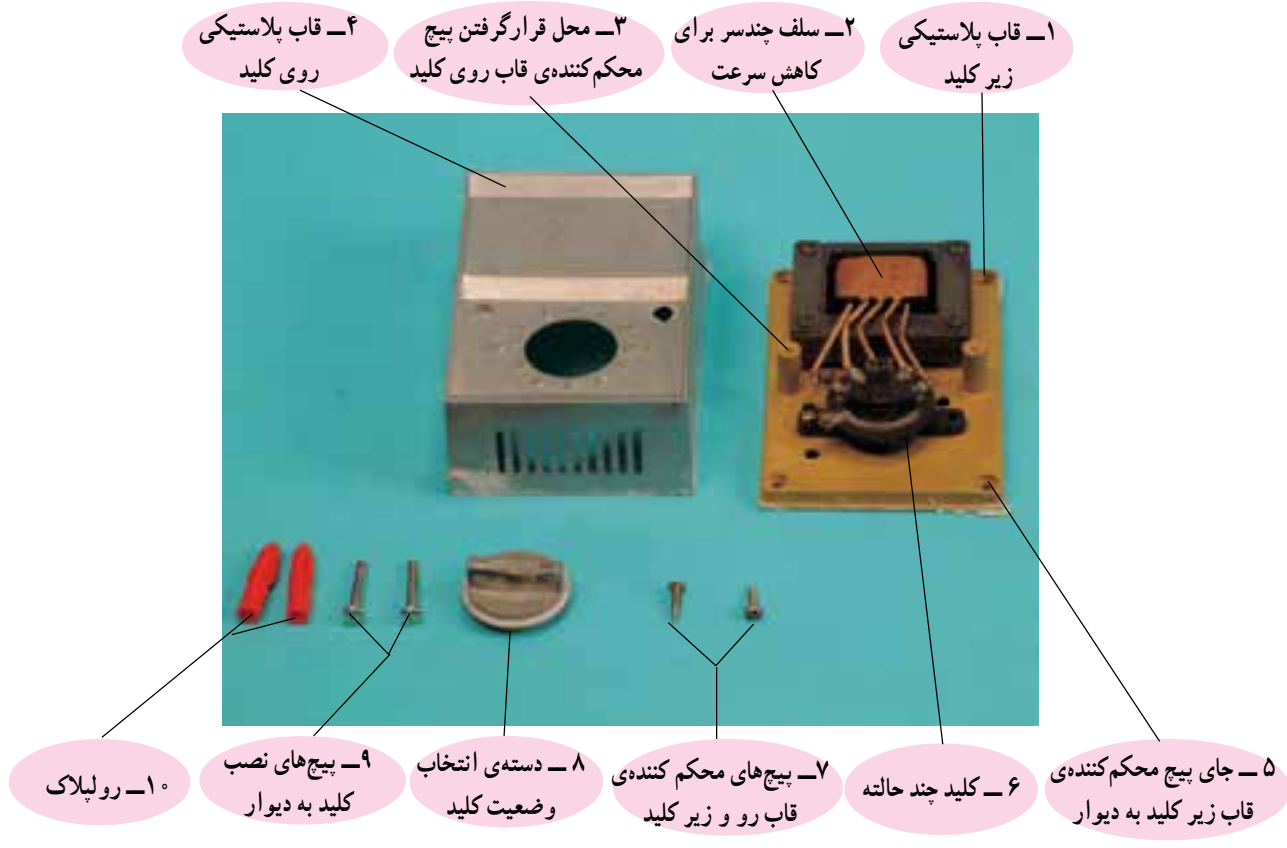 ۱ــ قاب پلاستیکی
زیر کلید
۲ــ سلف چندسر برای
کاهش سرعت
۳ــ محل قرارگرفتن پیچ
محکم‌کننده‌ی قاب روی کلید
۴ــ قاب پلاستیکی
روی کلید
۵ ــ جای پیچ محکم‌کننده‌ی
قاب زیر کلید به دیوار
۶ ــ کلید چند حالته
۷ــ پیچ‌های محکم کننده‌ی
قاب رو و زیر کلید
۸ ــ دسته‌ی انتخاب
وضعیت کلید
۹ــ پیچ‌های نصب
کلید به دیوار
۱۰ــ رولپلاک